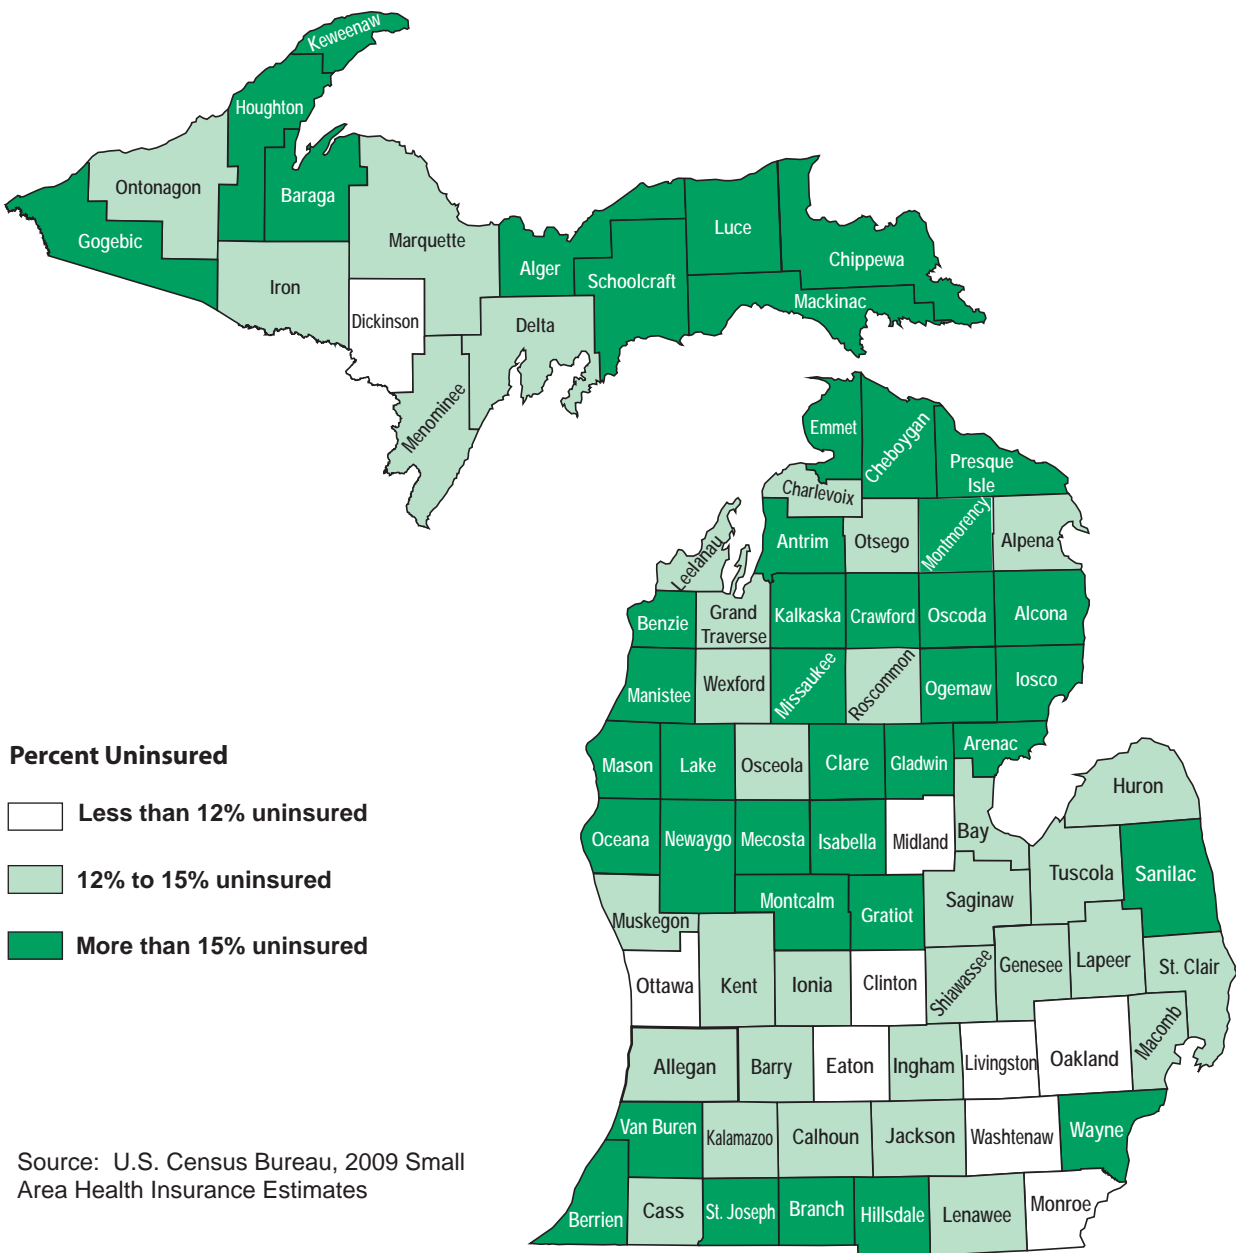 Keweenaw
Houghton
Ontonagon
Baraga
Gogebic
Marquette
Luce
Alger
Schoolcraft
Chippewa
Iron
Mackinac
Dickinson
Delta
Menominee
Emmet
Cheboygan
Presque
Isle
Charlevoix
Antrim
Otsego
Montmorency
Alpena
Leelanau
Benzie
Grand
Traverse
Kalkaska
Crawford
Oscoda
Alcona
Manistee
Wexford
Missaukee
Roscommon
Ogemaw
Iosco
Percent Uninsured
Less than 12% uninsured
12% to 15% uninsured
More than 15% uninsured
Mason
Lake
Osceola
Clare
Gladwin
Arenac
Huron
Oceana
Newaygo
Mecosta
Isabella
Midland
Bay
Tuscola
Sanilac
Muskegon
Montcalm
Gratiot
Saginaw
Ottawa
Kent
Ionia
Clinton
Shiawassee
Genesee
Lapeer
St. Clair
Allegan
Barry
Eaton
Ingham
Livingston
Oakland
Macomb
Van Buren
Kalamazoo
Calhoun
Jackson
Washtenaw
Wayne
Berrien
Cass
St. Joseph
Branch
Hillsdale
Lenawee
Monroe
Source: U.S. Census Bureau, 2009 Small
Area Health Insurance Estimates